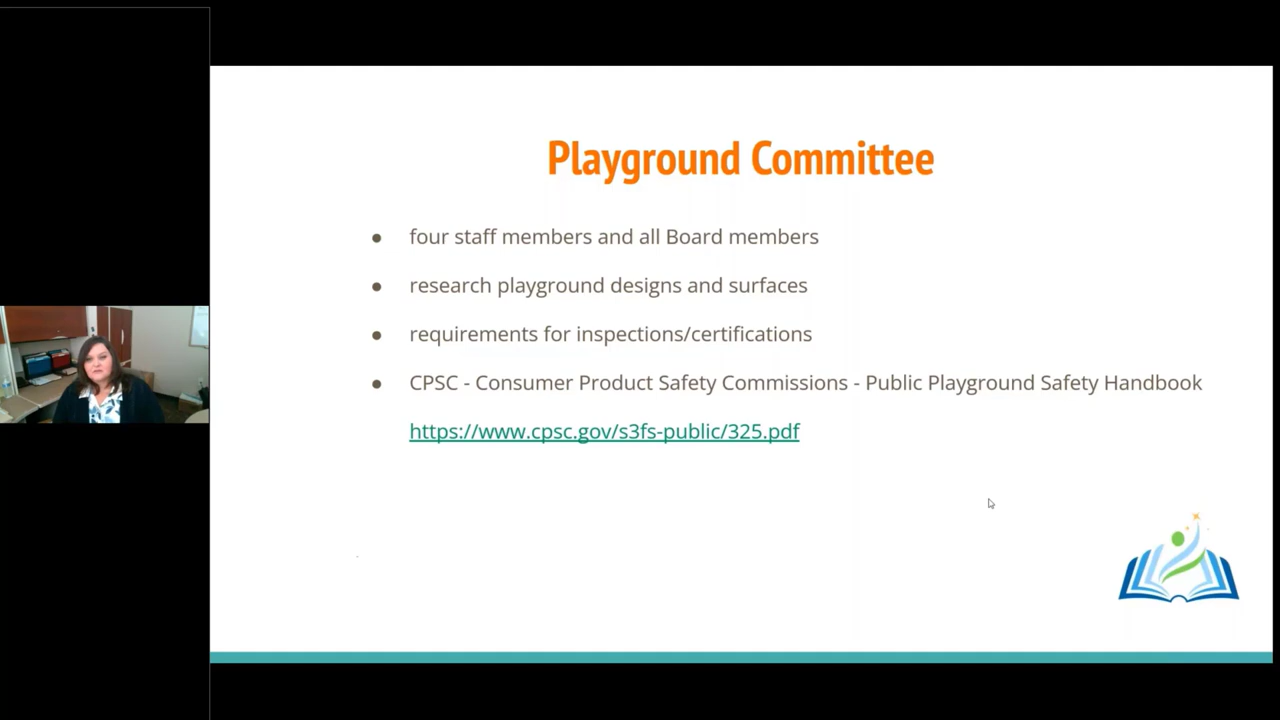 Playground Committee
● four staff members and all Board members
● research playground designs and surfaces
● requirements for inspections/certifications
● CPSC - Consumer Product Safety Commissions - Public Playground Safety Handbook
https://www.cpsc.gov/s3fs-public/325.pdf